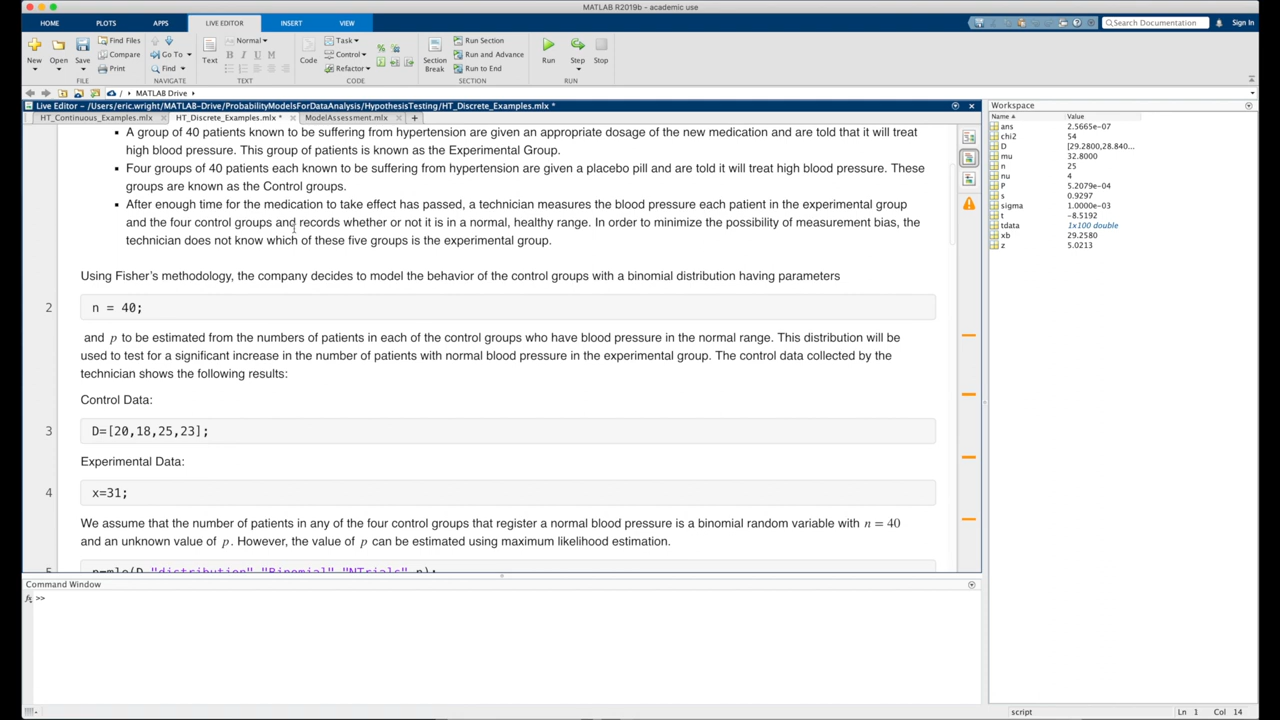 MATLAB R2019b - academic use
HOME PLOTS APPS LIVE EDITOR INSERT VIEW Search Documentation Sign In
New Open Save Find Files Compare Print Go To Find Text Normal B I U M Code Task Control Refactor Section Break Run Section Run and Advance Run to End Run Step Stop
FILE NAVIGATE TEXT CODE SECTION RUN
/ MATLAB Drive
Live Editor - /Users/eric.wright/MATLAB-Drive/ProbabilityModelsForDataAnalysis/HypothesisTesting/HT_Discrete_Examples.mlx *
HT_Continuous_Examples.mlx HT_Discrete_Examples.mlx * ModelAssessment.mlx +
A group of 40 patients known to be suffering from hypertension are given an appropriate dosage of the new medication and are told that it will treat
high blood pressure. This group of patients is known as the Experimental Group.
Four groups of 40 patients each known to be suffering from hypertension are given a placebo pill and are told it will treat high blood pressure. These
groups are known as the Control groups.
After enough time for the medication to take effect has passed, a technician measures the blood pressure each patient in the experimental group
and the four control groups and records whether or not it is in a normal, healthy range. In order to minimize the possibility of measurement bias, the
technician does not know which of these five groups is the experimental group.
Using Fisher's methodology, the company decides to model the behavior of the control groups with a binomial distribution having parameters
2 n = 40;
and p to be estimated from the numbers of patients in each of the control groups who have blood pressure in the normal range. This distribution will be
used to test for a significant increase in the number of patients with normal blood pressure in the experimental group. The control data collected by the
technician shows the following results:
Control Data:
3 D=[20,18,25,23];
Experimental Data:
4 x=31;
We assume that the number of patients in any of the four control groups that register a normal blood pressure is a binomial random variable with n = 40
and an unknown value of p. However, the value of p can be estimated using maximum likelihood estimation.
5 p=mle(D,"distribution","Binomial","NTrials",n);
Command Window
fx >>
Workspace
Name Value
ans 2.5665e-07
chi2 54
D [29.2800,28.840...
mu 32.8000
n 25
nu 4
P 5.2079e-04
s 0.9297
sigma 1.0000e-03
t -8.5192
tdata 1x100 double
xb 29.2580
z 5.0213
script Ln 1 Col 14